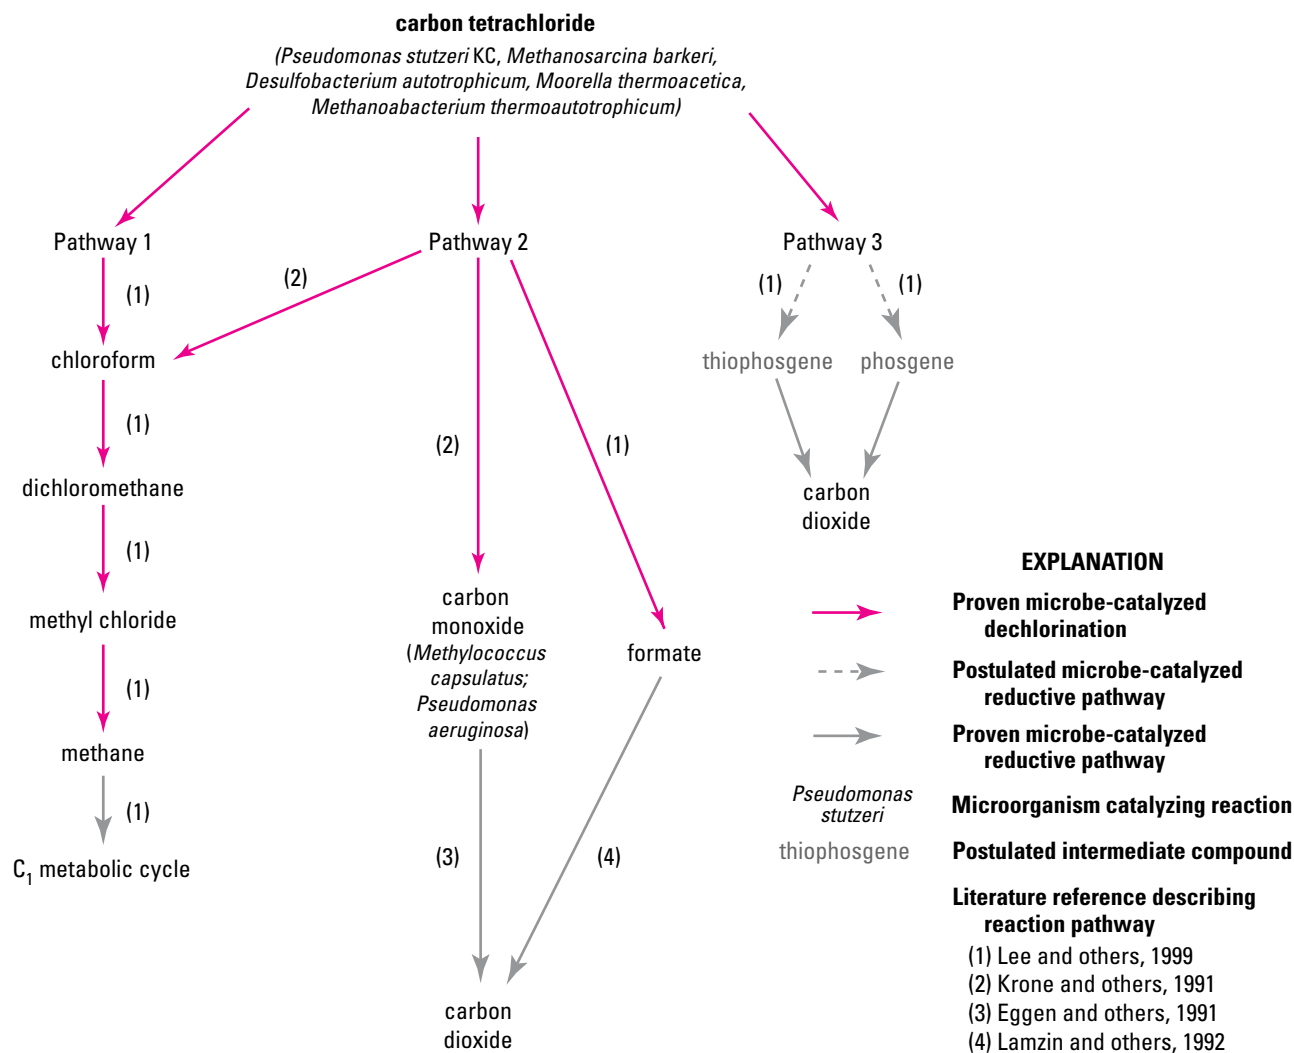 carbon tetrachloride
(Pseudomonas stutzeri KC, Methanosarcina barkeri,
Desulfobacterium autotrophicum, Moorella thermoacetica,
Methanoabacterium thermoautotrophicum)
Pathway 1
Pathway 2
Pathway 3
(1)
(2)
(1)
(1)
chloroform
thiophosgene
phosgene
(1)
(2)
(1)
dichloromethane
carbon
dioxide
(1)
methyl chloride
carbon
monoxide
(Methylococcus
capsulatus;
Pseudomonas
aeruginosa)
formate
(1)
methane
(1)
C₁ metabolic cycle
(3)
(4)
carbon
dioxide
EXPLANATION
Proven microbe-catalyzed
dechlorination
Postulated microbe-catalyzed
reductive pathway
Proven microbe-catalyzed
reductive pathway
Pseudomonas
stutzeri
Microorganism catalyzing reaction
thiophosgene
Postulated intermediate compound
Literature reference describing
reaction pathway
(1) Lee and others, 1999
(2) Krone and others, 1991
(3) Eggen and others, 1991
(4) Lamzin and others, 1992